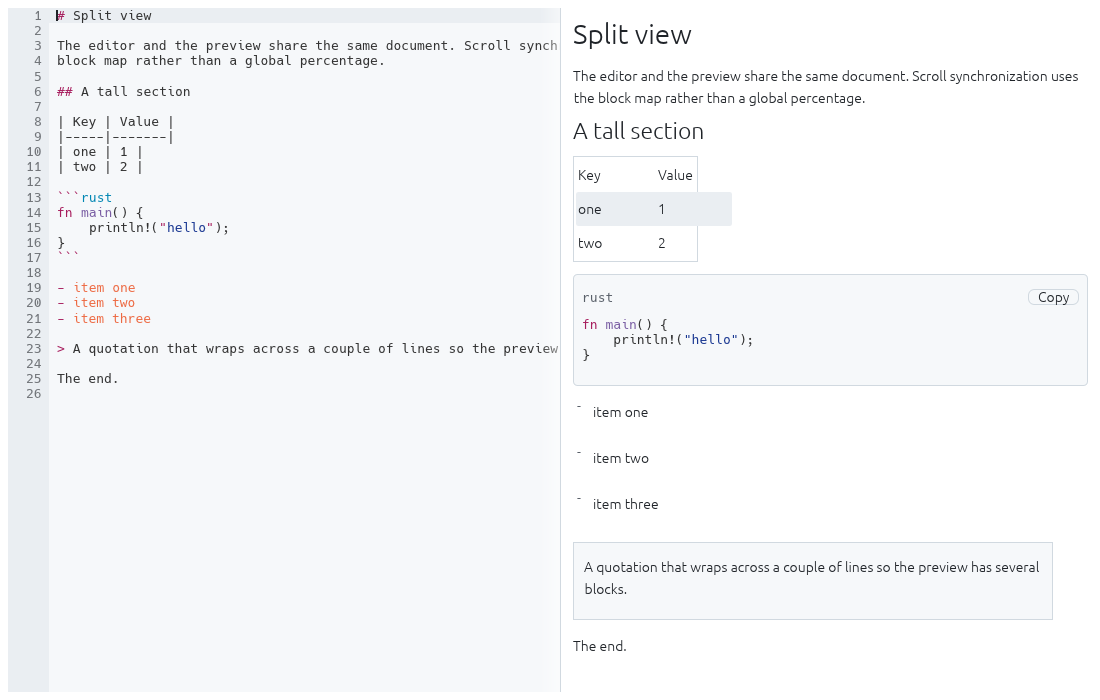 1 # Split view
2
3 The editor and the preview share the same document. Scroll synch
4 block map rather than a global percentage.
5
6 ## A tall section
7
8 | Key | Value |
9 |-----|-------|
10 | one | 1 |
11 | two | 2 |
12
13 ```rust
14 fn main() {
15     println!("hello");
16 }
17 ```
18
19 - item one
20 - item two
21 - item three
22
23 > A quotation that wraps across a couple of lines so the preview
24
25 The end.
26
Split view
The editor and the preview share the same document. Scroll synchronization uses
the block map rather than a global percentage.
A tall section
Key Value
one 1
two 2
rust Copy
fn main() {
    println!("hello");
}
- item one
- item two
- item three
A quotation that wraps across a couple of lines so the preview has several
blocks.
The end.